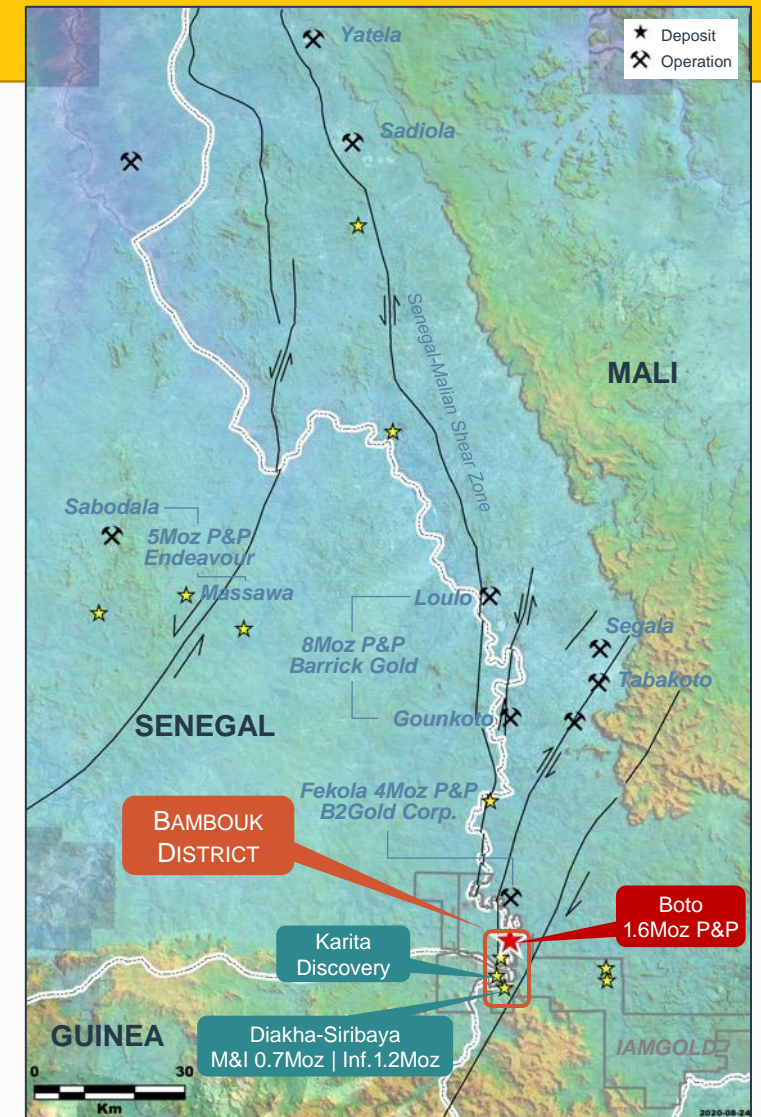 Deposit
Operation
Yatela
Sadiola
Senegal-Malian Shear Zone
MALI
Sabodala
5Moz P&P
Endeavour
Massawa
Loulo
8Moz P&P
Barrick Gold
Gounkoto
Segala
Tabakoto
SENEGAL
Fekola 4Moz P&P
B2Gold Corp.
BAMBOUK
DISTRICT
Boto
1.6Moz P&P
Karita
Discovery
Diakha-Siribaya
M&I 0.7Moz | Inf.1.2Moz
GUINEA
IAMGOLD
0 30
Km
2020-08-24